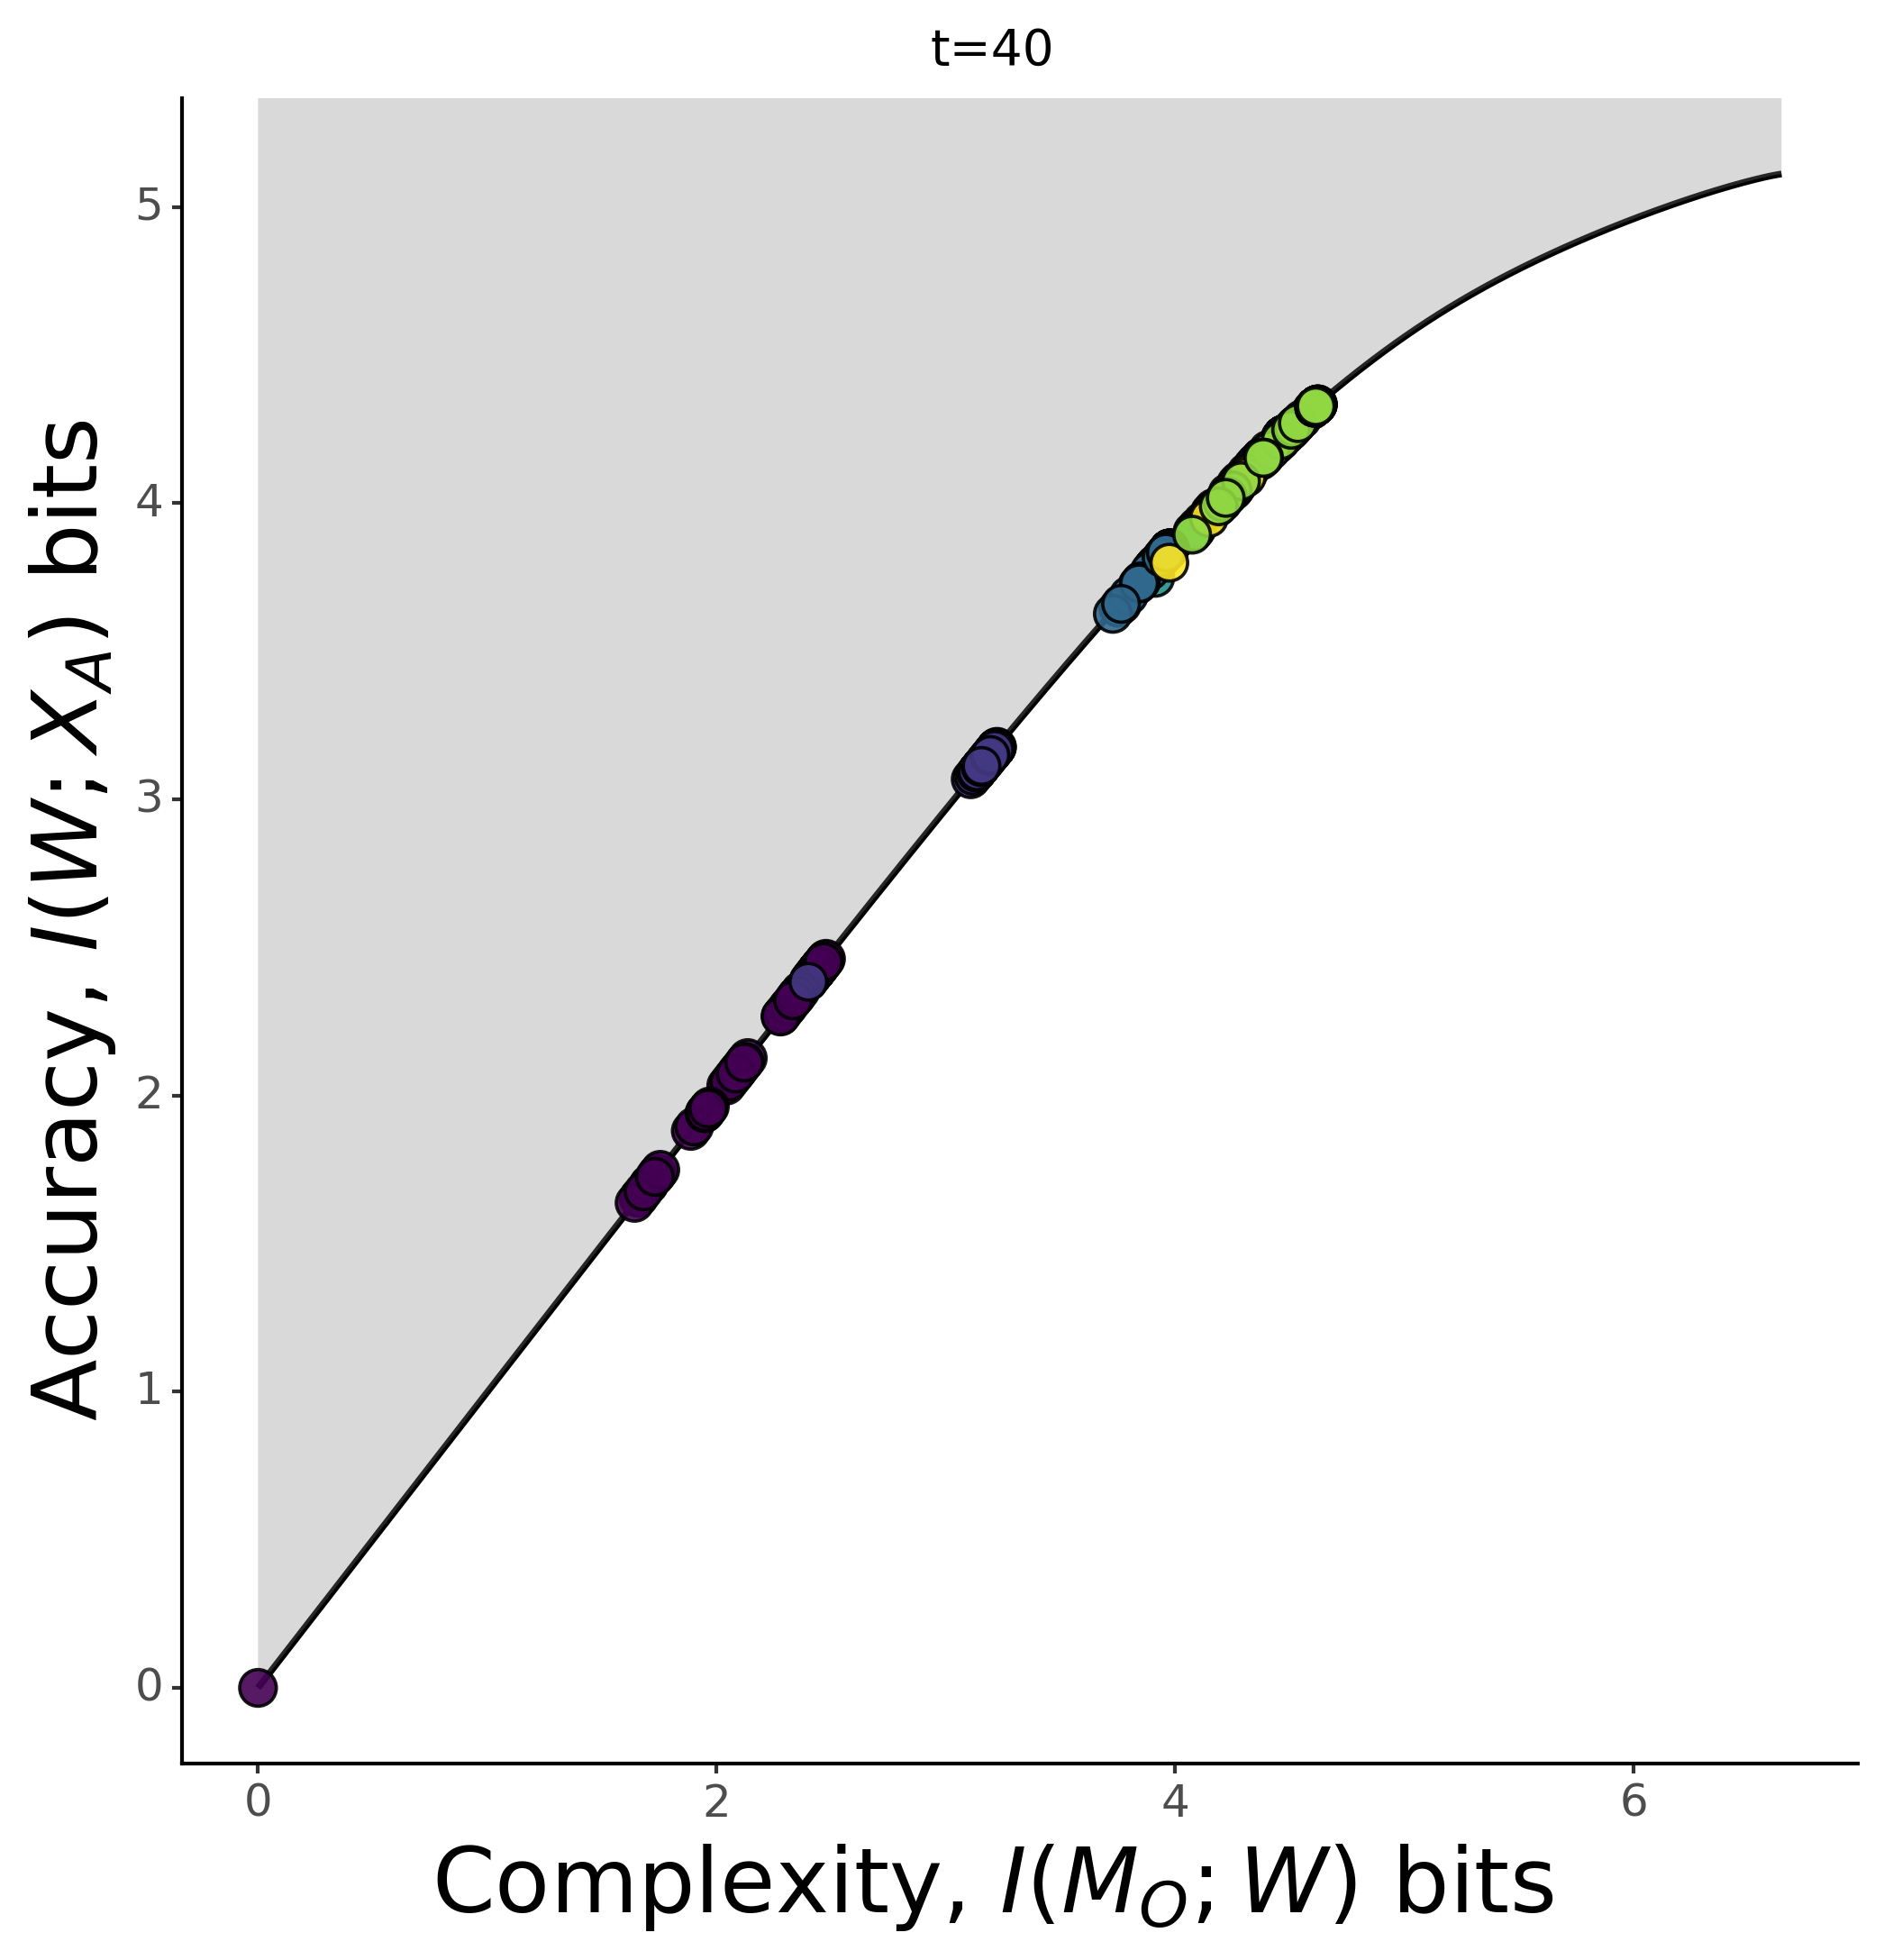 t=40
Accuracy, I(W; X_A) bits
5
4
3
2
1
0
0 2 4 6
Complexity, I(M_O; W) bits